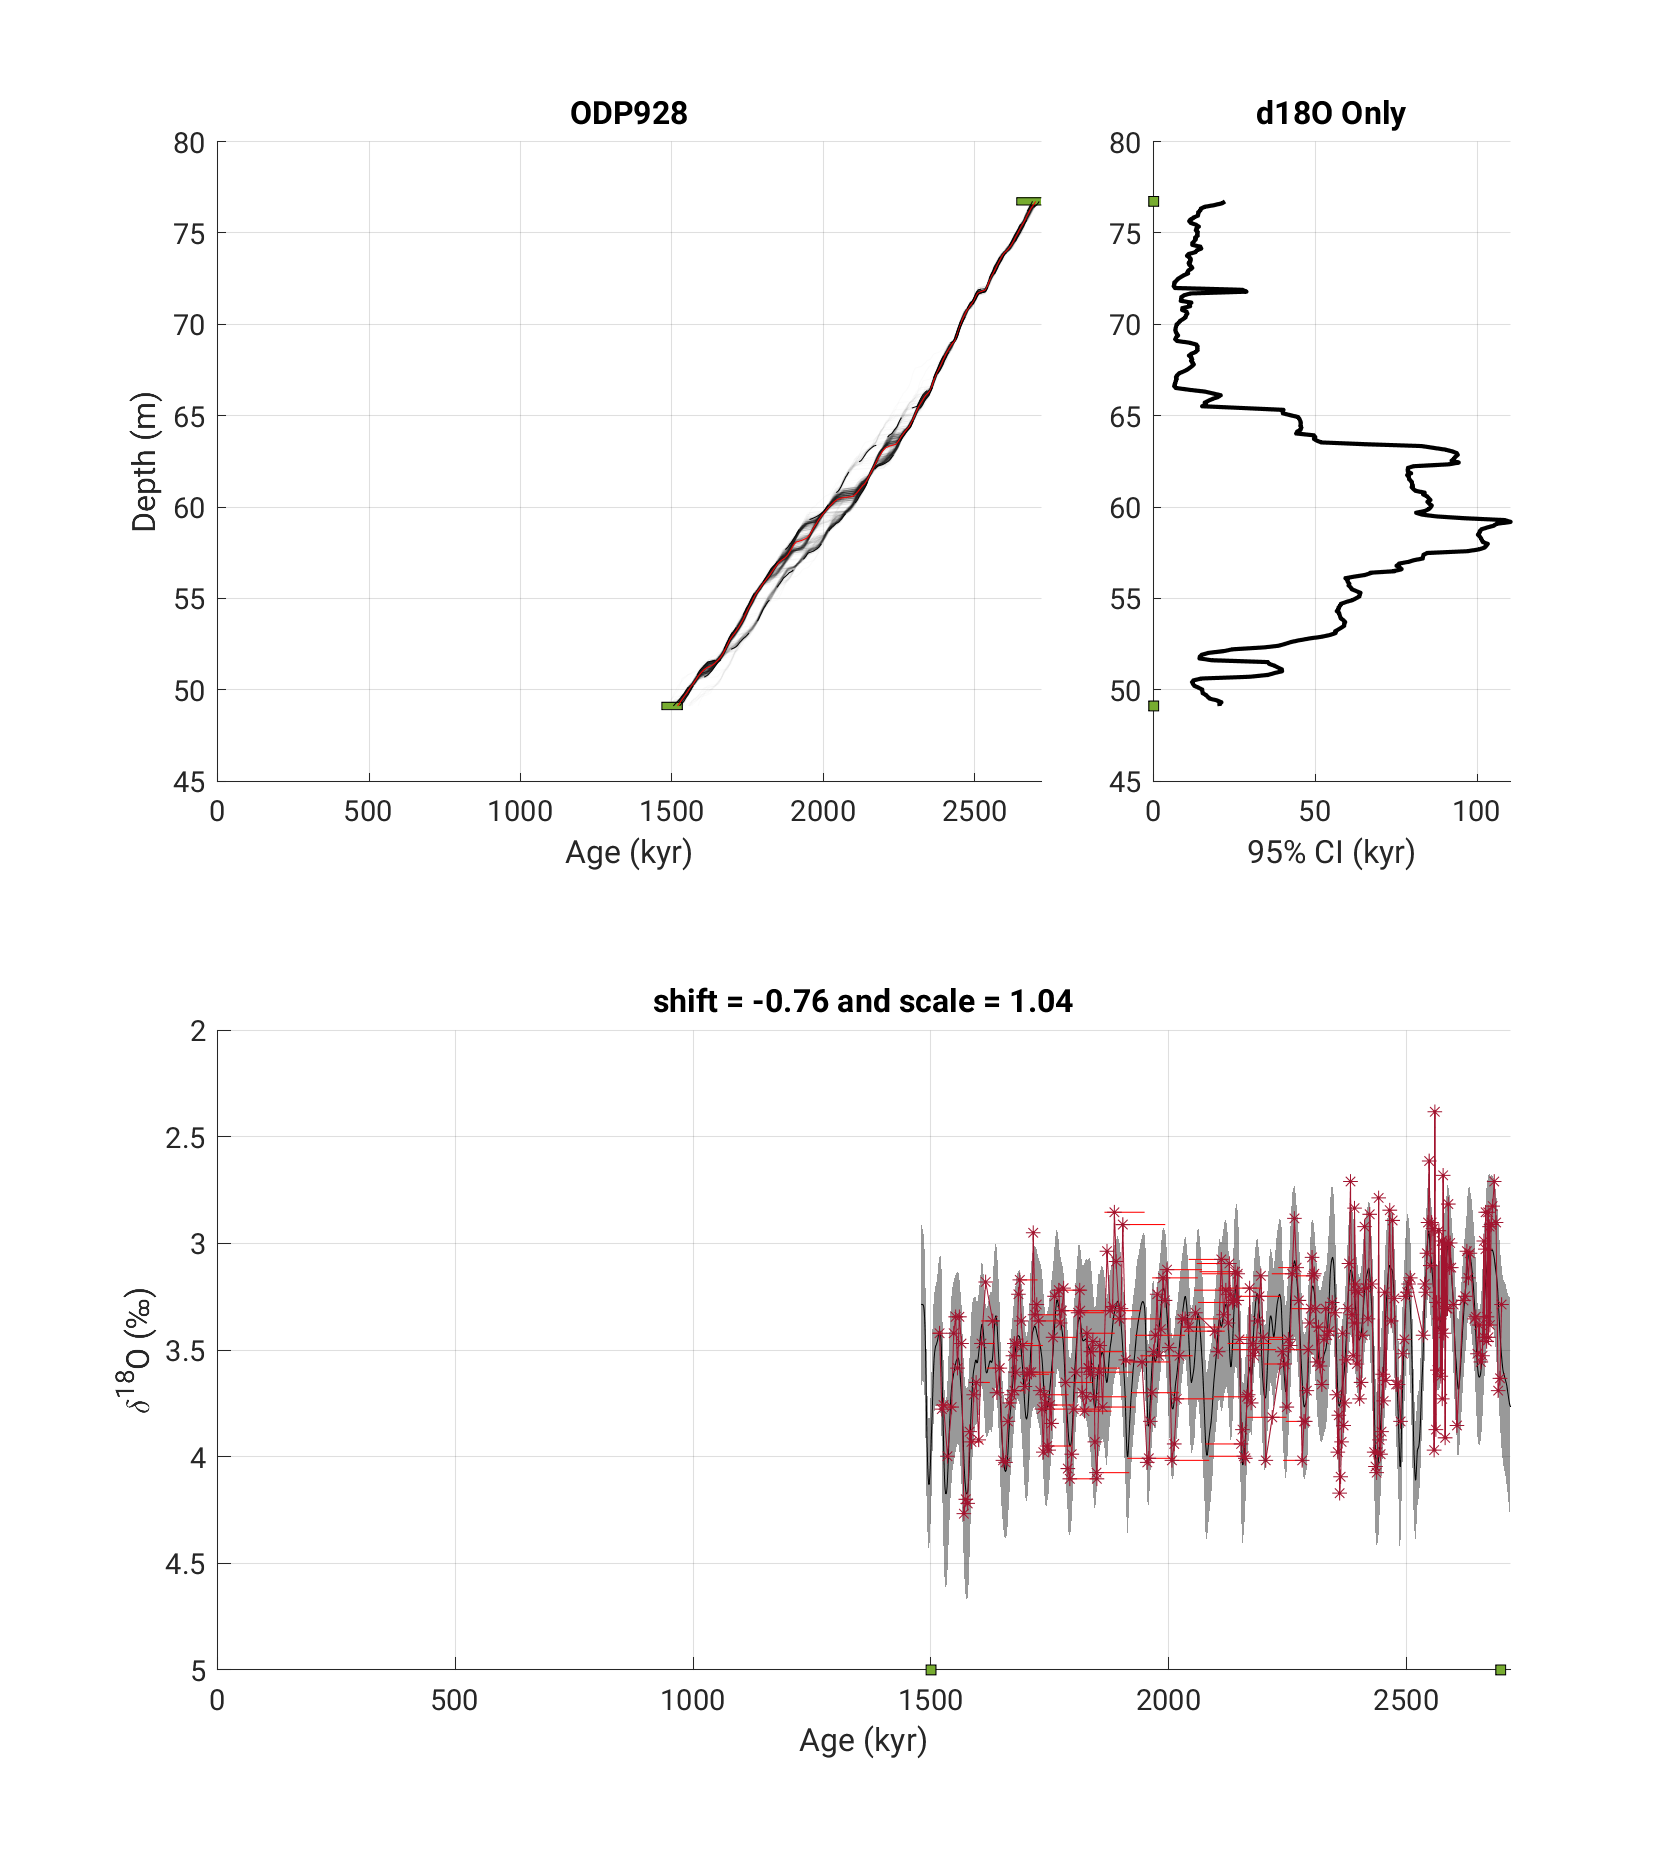 ODP928
d18O Only
80
75
70
65
60
55
50
45
Depth (m)
0 500 1000 1500 2000 2500
Age (kyr)
80
75
70
65
60
55
50
45
0 50 100
95% CI (kyr)
shift = -0.76 and scale = 1.04
2
2.5
3
3.5
4
4.5
5
δ18O (‰)
0 500 1000 1500 2000 2500
Age (kyr)